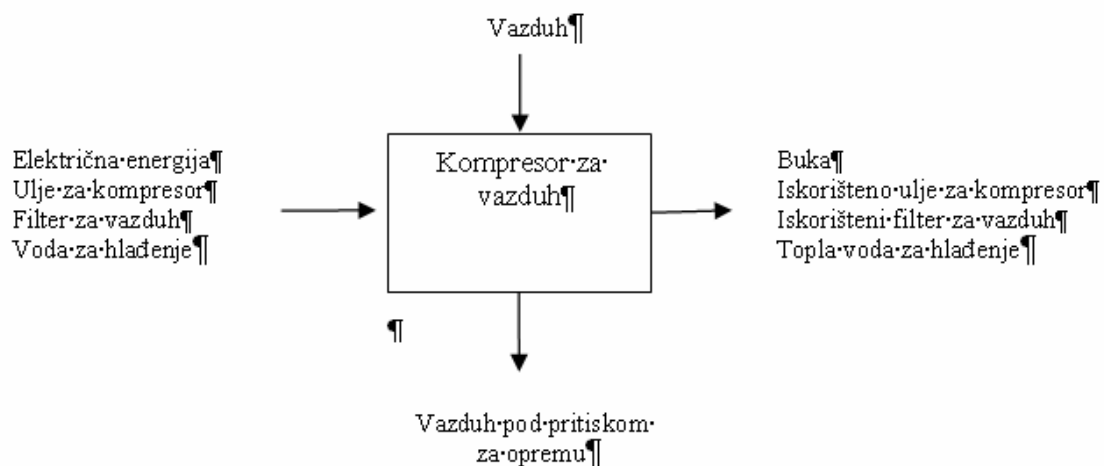 Vazduh¶
Električna·energija¶
Ulje·za·kompresor¶
Filter·za·vazduh¶
Voda·za·hlađenje¶
Kompresor·za·
vazduh¶
Buka¶
Iskorišteno·ulje·za·kompresor¶
Iskorišteni·filter·za·vazduh¶
Topla·voda·za·hlađenje¶
¶
Vazduh·pod·pritiskom·
za·opremu¶